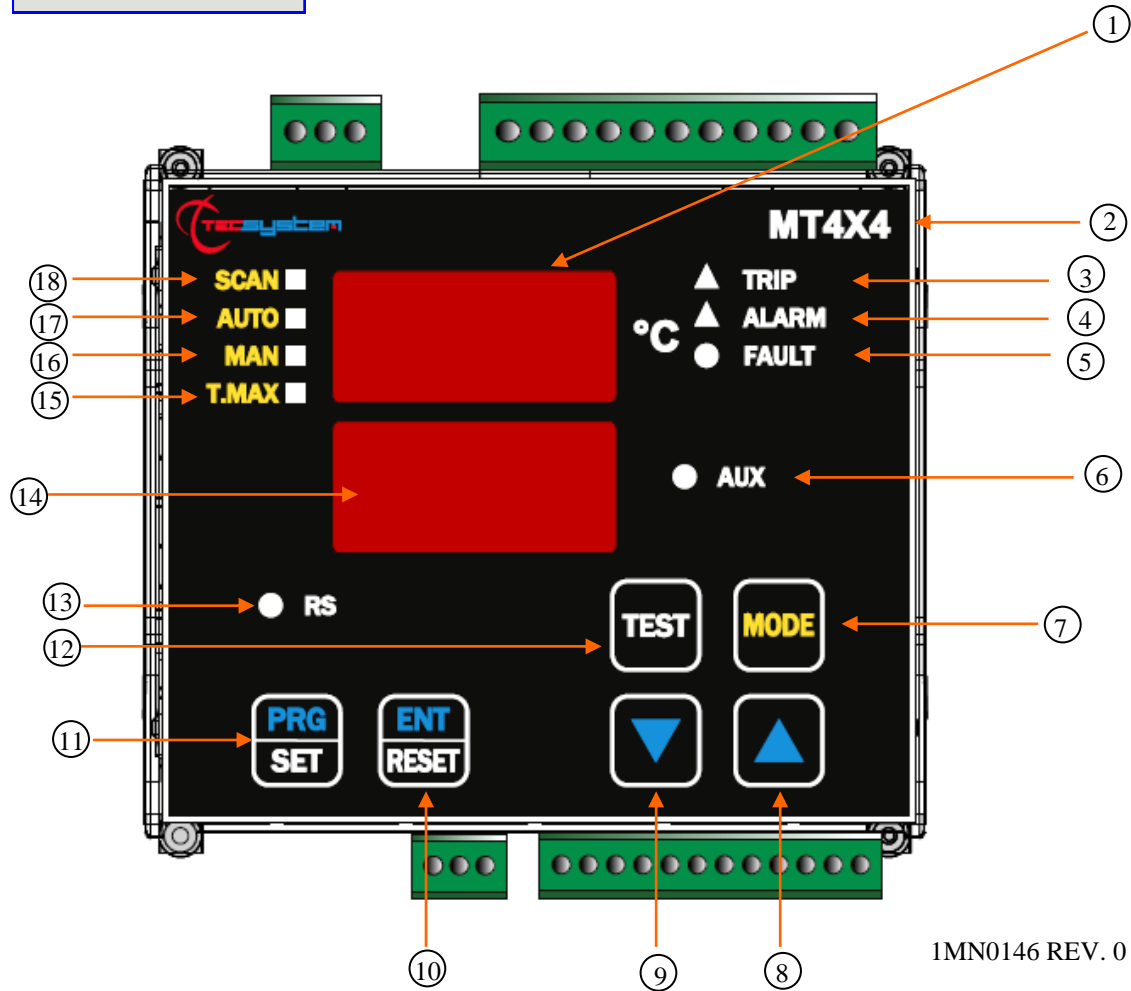 1
TECSYSTEM
MT4X4
2
18
SCAN
TRIP
3
17
AUTO
°C
ALARM
4
16
MAN
FAULT
5
15
T.MAX
14
AUX
6
13
RS
12
TEST
MODE
7
11
PRG
SET
ENT
RESET
10
9
8
1MN0146 REV. 0